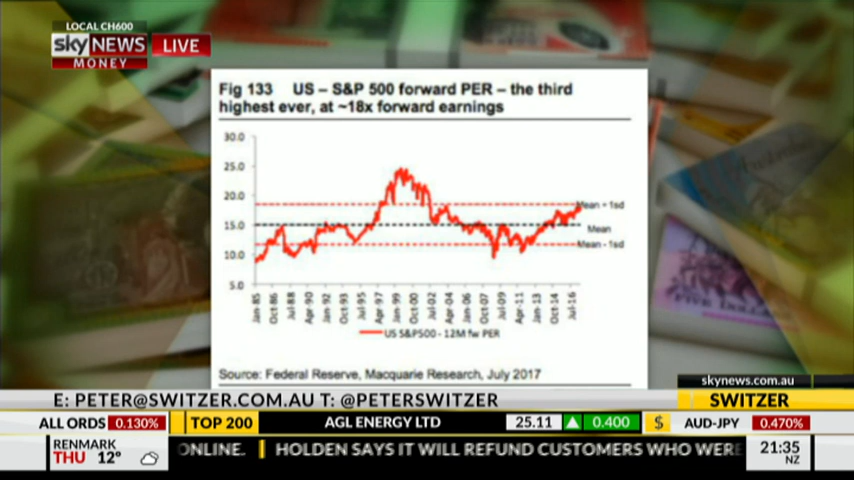 LOCAL CH600
sky NEWS LIVE
MONEY
Fig 133 US – S&P 500 forward PER – the third
highest ever, at ~18x forward earnings
30.0
25.0
20.0
15.0
10.0
5.0
Mean + 1sd
Mean
Mean - 1sd
Jan-85
Oct-86
Jul-88
Apr-90
Jan-92
Oct-93
Jul-95
Apr-97
Jan-99
Oct-00
Jul-02
Apr-04
Jan-06
Oct-07
Jul-09
Apr-11
Jan-13
Oct-14
Jul-16
US S&P500 - 12M fw PER
Source: Federal Reserve, Macquarie Research, July 2017
FIVE DOLLARS
skynews.com.au
E: PETER@SWITZER.COM.AU T: @PETERSWITZER SWITZER
ALL ORDS 0.130% TOP 200 AGL ENERGY LTD 25.11 0.400 $ AUD-JPY 0.470%
RENMARK
THU 12°
ONLINE. HOLDEN SAYS IT WILL REFUND CUSTOMERS WHO WERE
21:35
NZ